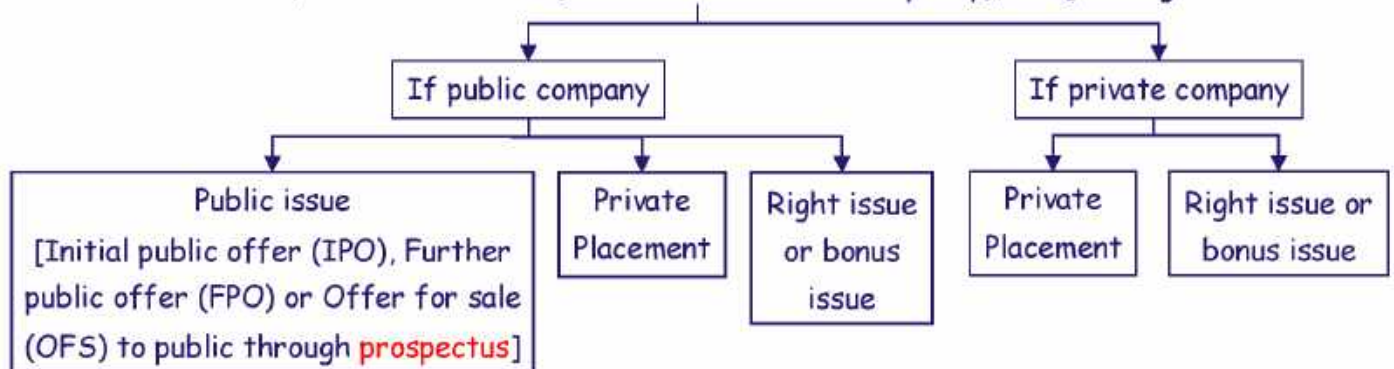 If public company
If private company
Public issue
[Initial public offer (IPO), Further
public offer (FPO) or Offer for sale
(OFS) to public through prospectus]
Private
Placement
Right issue
or bonus
issue
Private
Placement
Right issue or
bonus issue